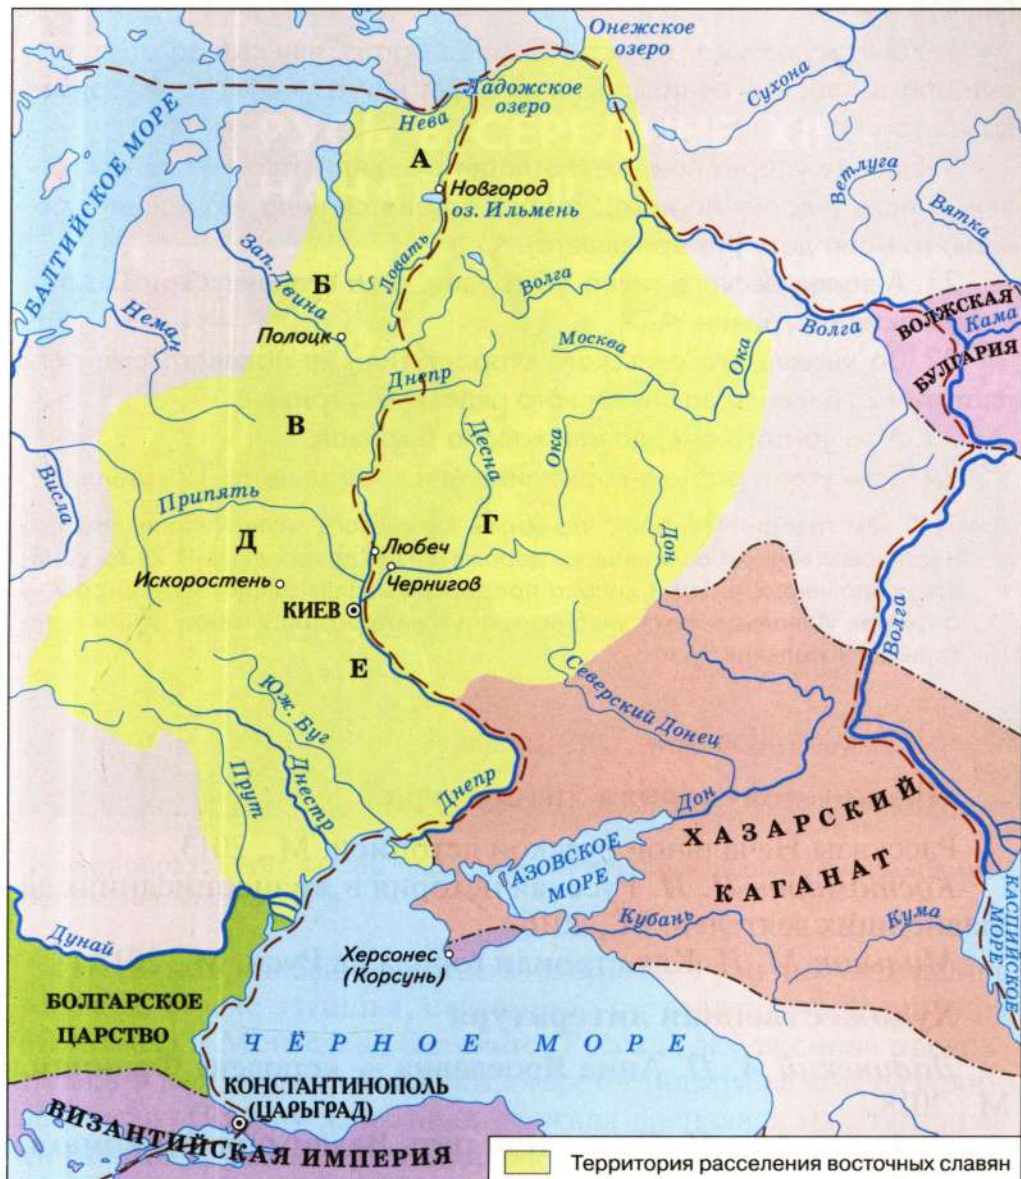 Онежское
озеро
Ладожское
озеро
Нева
Сухона
БАЛТИЙСКОЕ МОРЕ
А
Новгород
оз. Ильмень
Ветлуга
Вятка
Зап. Двина
Ловать
Б
Волга
Полоцк
Неман
Москва
Волга
ВОЛЖСКАЯ
БУЛГАРИЯ
Кама
Днепр
Ока
В
Десна
Ока
Висла
Припять
Г
Д
Любеч
Чернигов
Дон
Искоростень
КИЕВ
Волга
Е
Юж. Буг
Северский Донец
Прут
Днестр
Днепр
Дон
ХАЗАРСКИЙ
КАГАНАТ
АЗОВСКОЕ
МОРЕ
Кубань
Кума
КАСПИЙСКОЕ
МОРЕ
Дунай
Херсонес
(Корсунь)
БОЛГАРСКОЕ
ЦАРСТВО
ЧЁРНОЕ МОРЕ
КОНСТАНТИНОПОЛЬ
(ЦАРЬГРАД)
ВИЗАНТИЙСКАЯ ИМПЕРИЯ
Территория расселения восточных славян